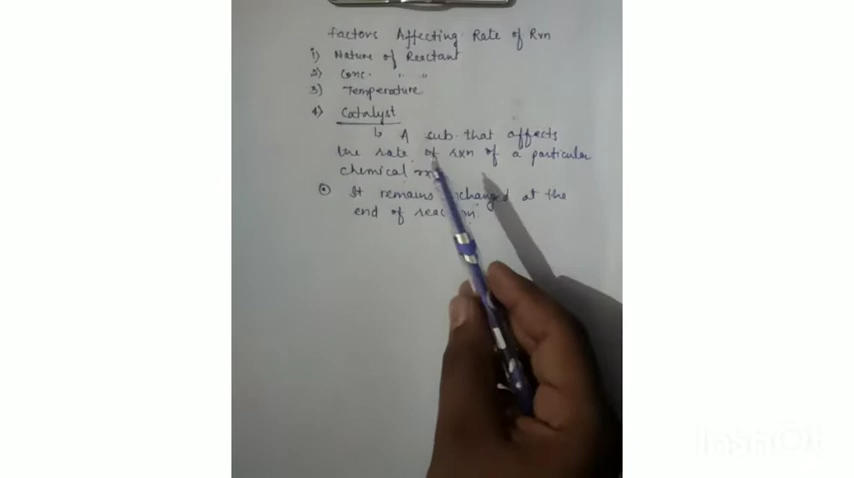 Factors Affecting Rate of Rxn
1) Nature of Reactant
2) Conc. " "
3) Temperature
4) Catalyst
↳ A sub. that affects
the rate of rxn of a particular
chemical
It remains changed at the
end of